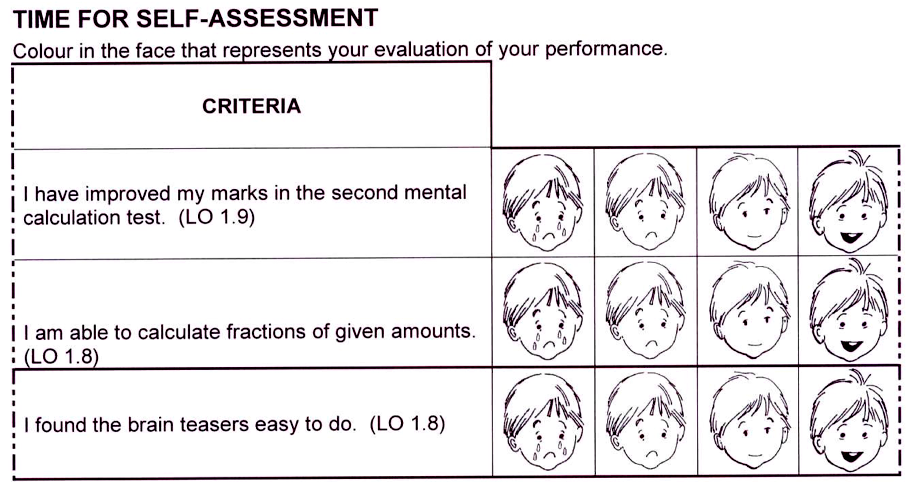 TIME FOR SELF-ASSESSMENT
Colour in the face that represents your evaluation of your performance.
CRITERIA
I have improved my marks in the second mental
calculation test.  (LO 1.9)
I am able to calculate fractions of given amounts.
(LO 1.8)
I found the brain teasers easy to do.  (LO 1.8)